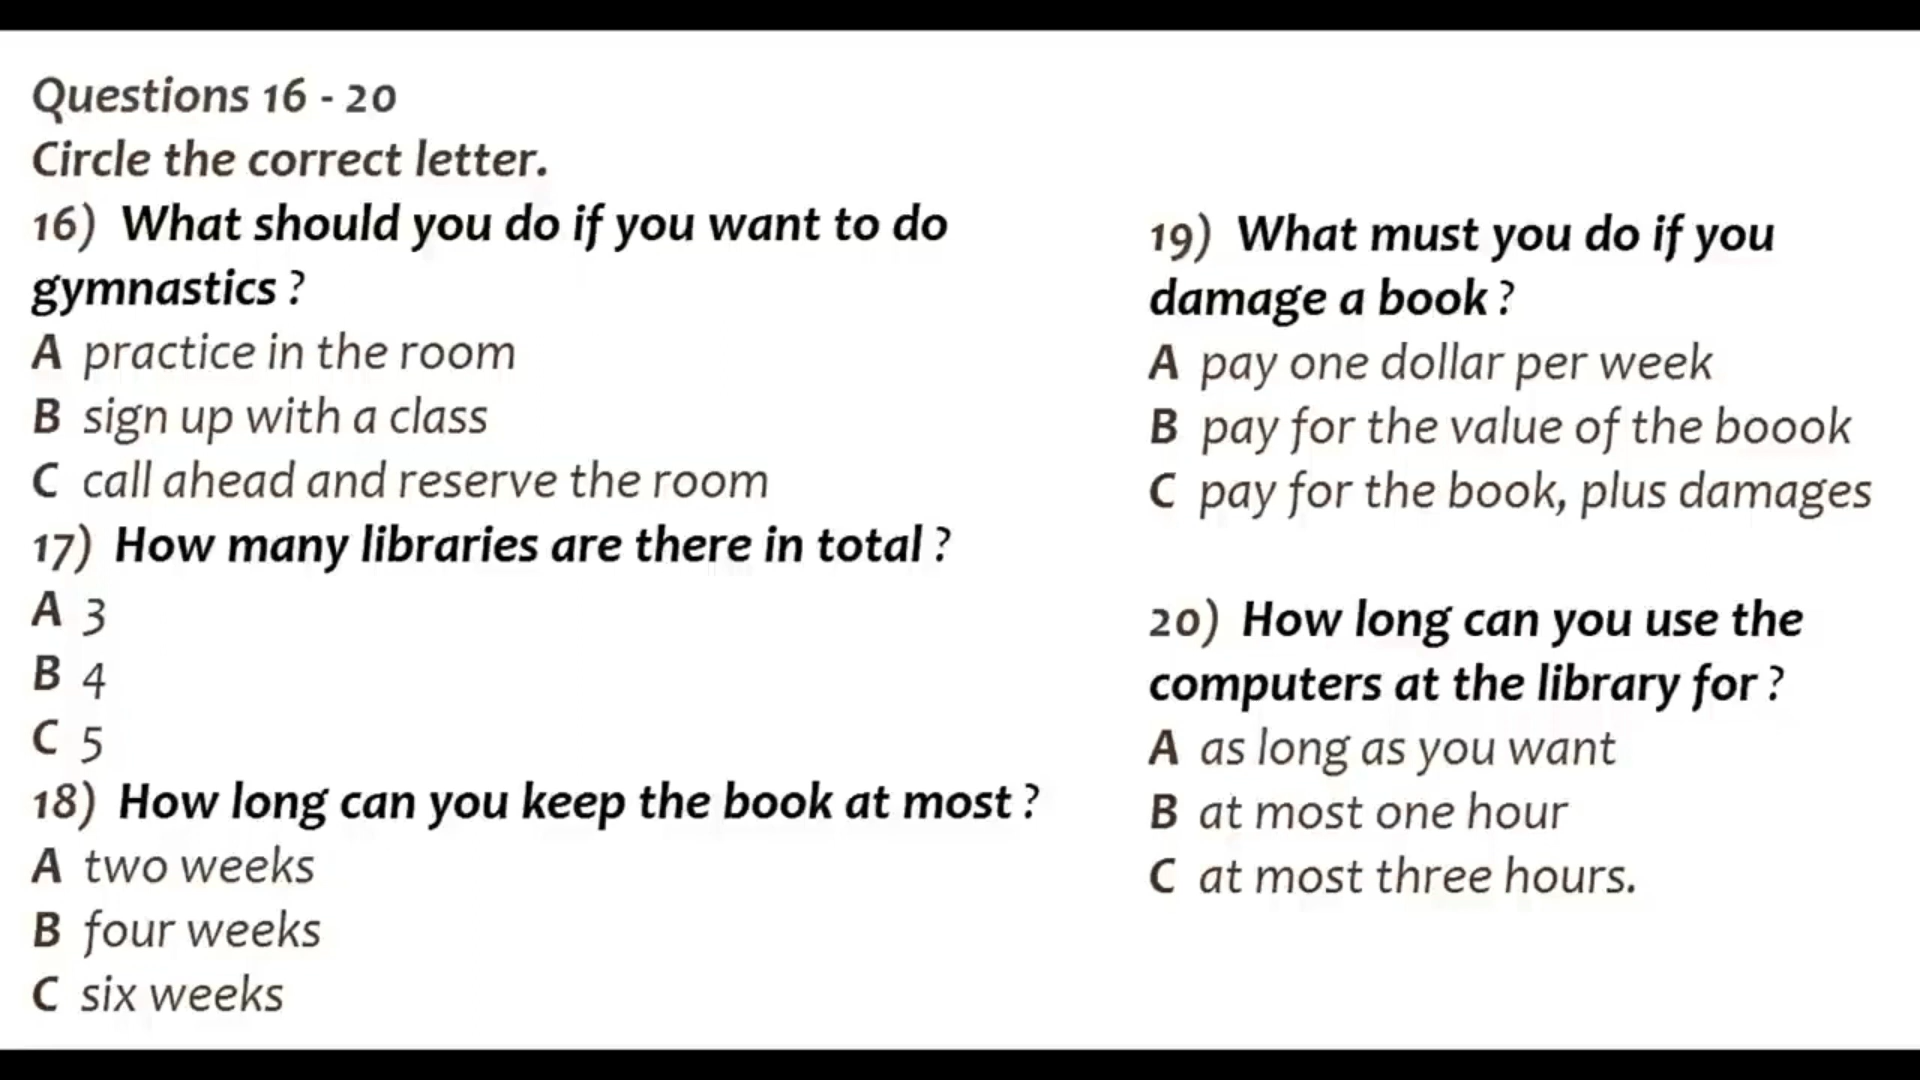 Questions 16 - 20
Circle the correct letter.
16) What should you do if you want to do
gymnastics ?
A practice in the room
B sign up with a class
C call ahead and reserve the room
17) How many libraries are there in total ?
A 3
B 4
C 5
18) How long can you keep the book at most ?
A two weeks
B four weeks
C six weeks
19) What must you do if you
damage a book ?
A pay one dollar per week
B pay for the value of the boook
C pay for the book, plus damages
20) How long can you use the
computers at the library for ?
A as long as you want
B at most one hour
C at most three hours.